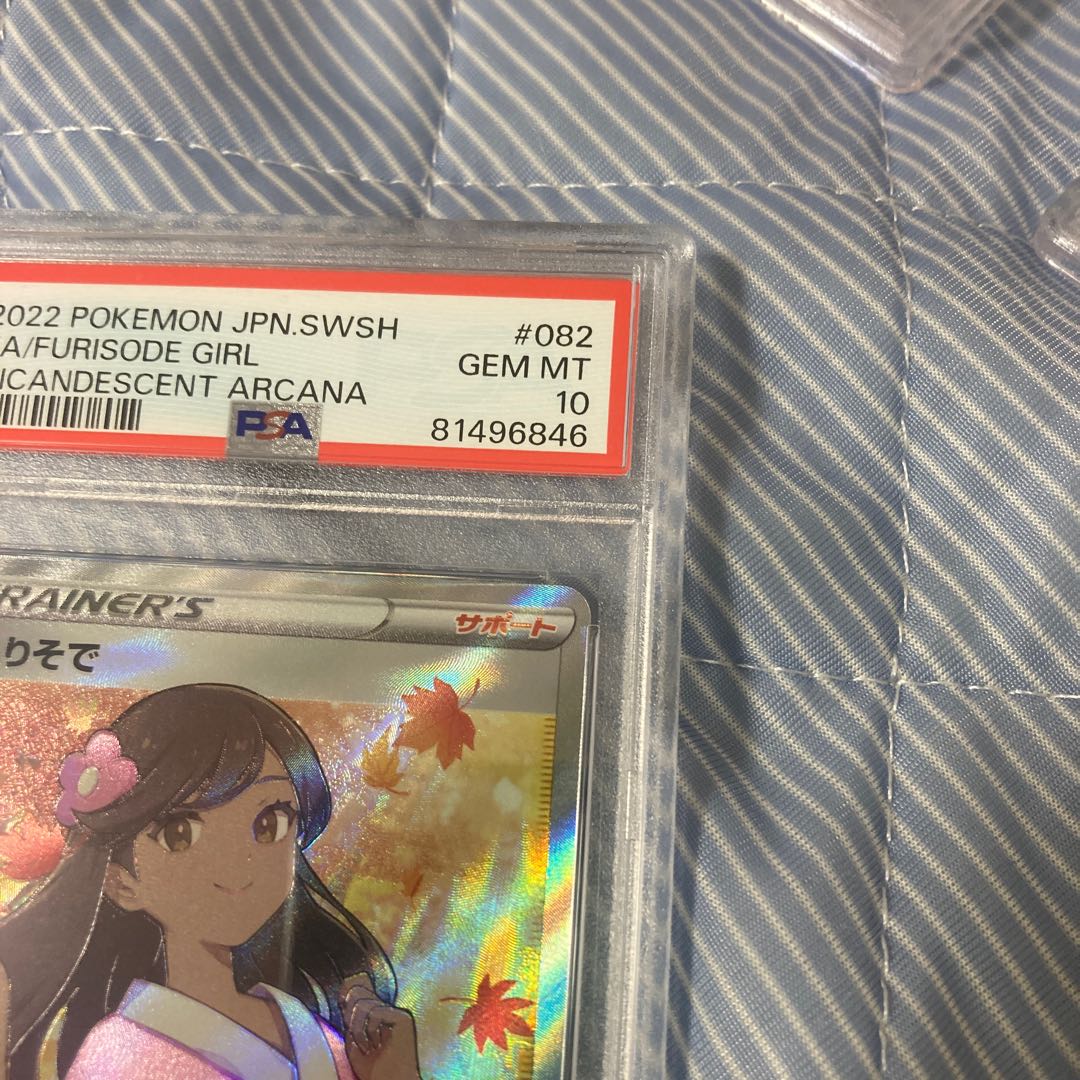 2022 POKEMON JPN.SWSH #082
A/FURISODE GIRL GEM MT
CANDESCENT ARCANA 10
PSA 81496846
RAINER'S サポート
りそで